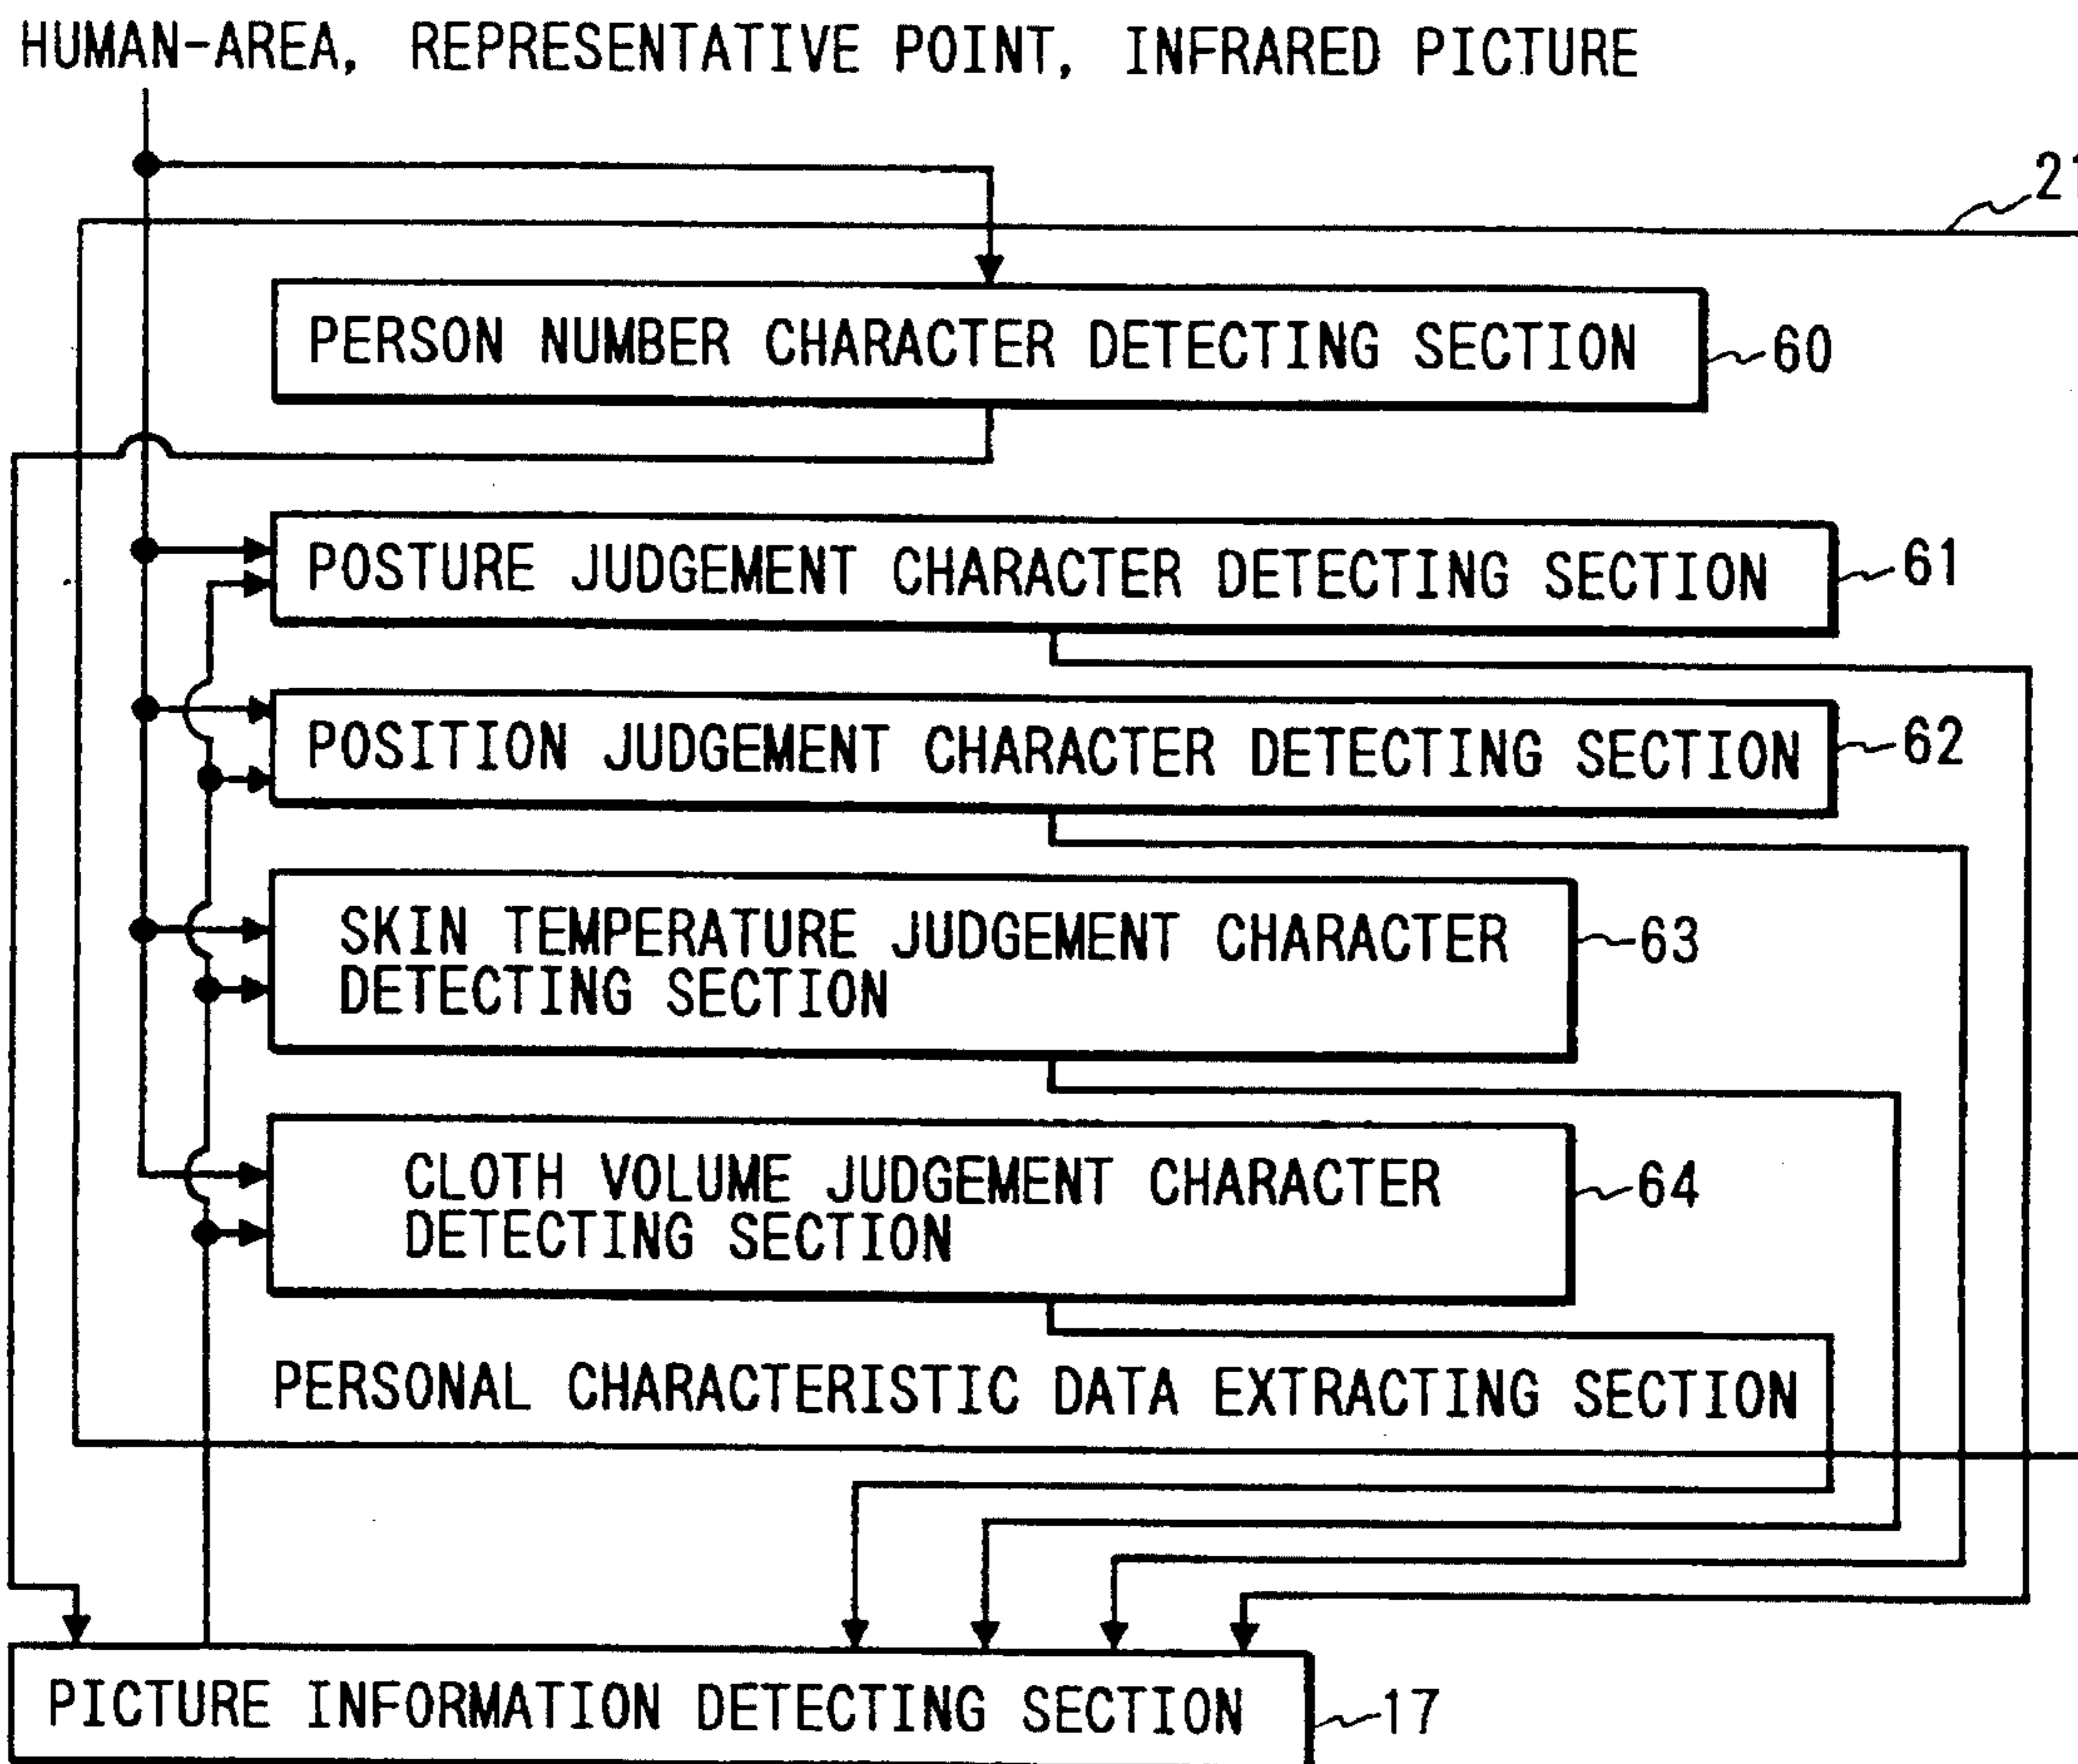 HUMAN-AREA, REPRESENTATIVE POINT, INFRARED PICTURE
21
PERSON NUMBER CHARACTER DETECTING SECTION
60
POSTURE JUDGEMENT CHARACTER DETECTING SECTION
61
POSITION JUDGEMENT CHARACTER DETECTING SECTION
62
SKIN TEMPERATURE JUDGEMENT CHARACTER
DETECTING SECTION
63
CLOTH VOLUME JUDGEMENT CHARACTER
DETECTING SECTION
64
PERSONAL CHARACTERISTIC DATA EXTRACTING SECTION
PICTURE INFORMATION DETECTING SECTION
17